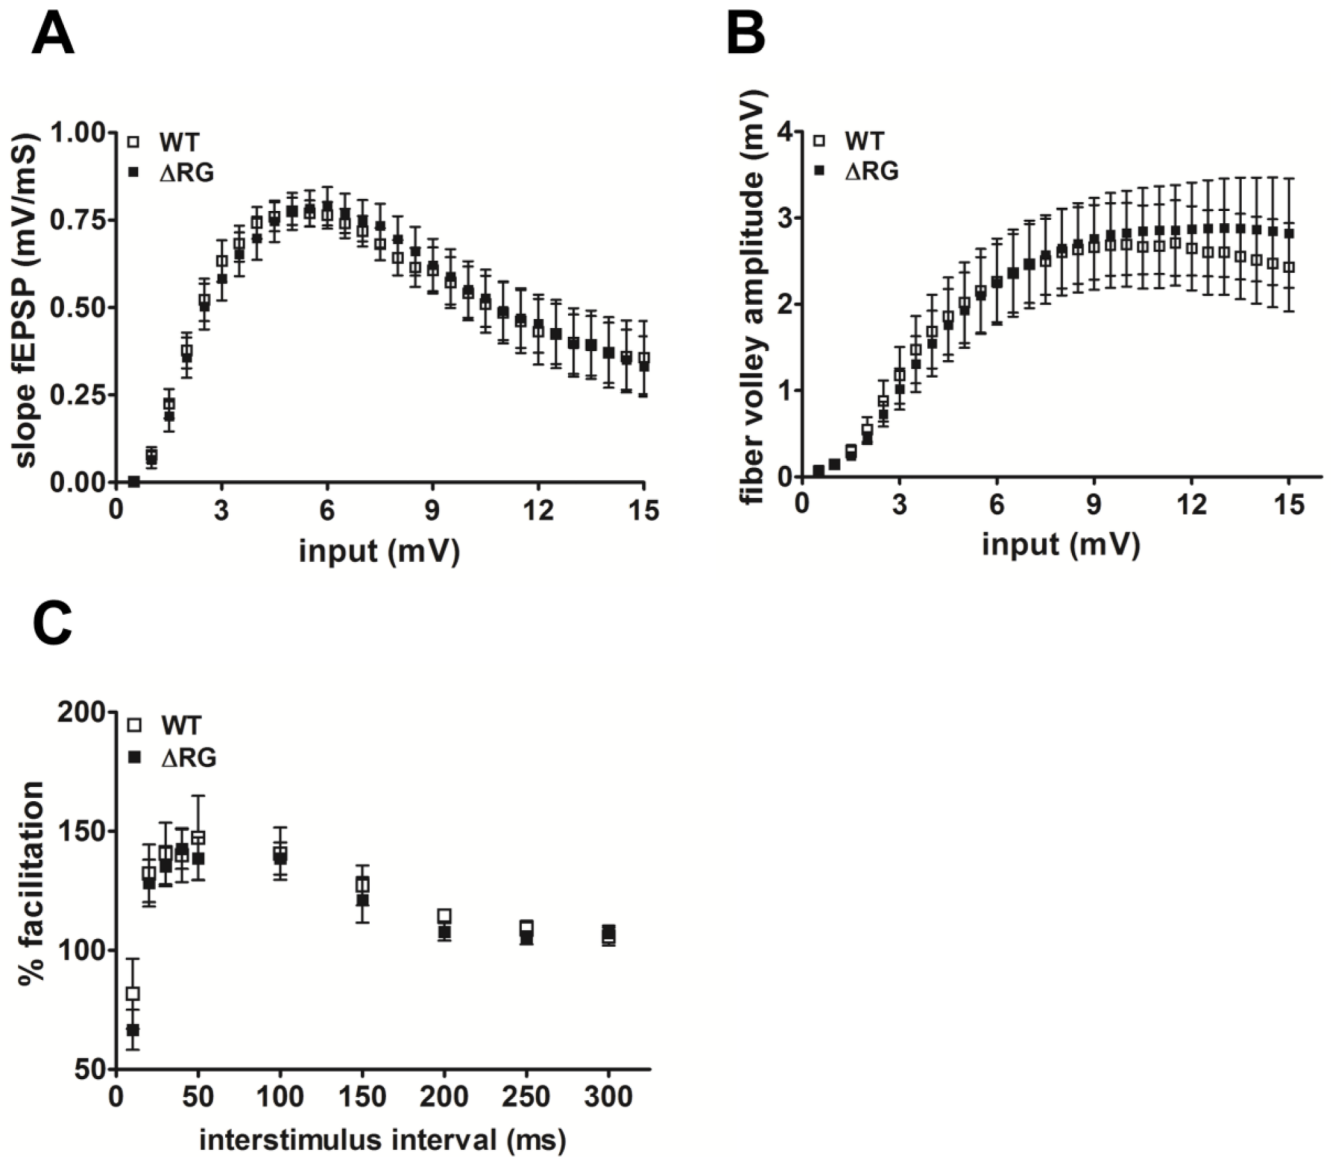 A
slope fEPSP (mV/mS)
1.00
0.75
0.50
0.25
0.00
WT
ΔRG
0 3 6 9 12 15
input (mV)
B
fiber volley amplitude (mV)
4
3
2
1
0
WT
ΔRG
0 3 6 9 12 15
input (mV)
C
% facilitation
200
150
100
50
WT
ΔRG
0 50 100 150 200 250 300
interstimulus interval (ms)